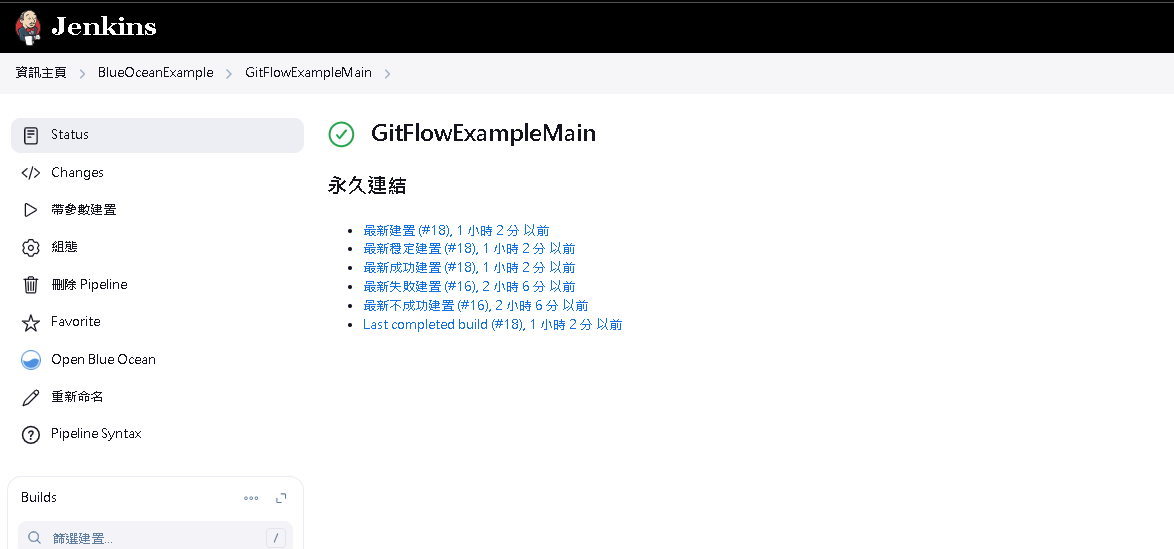 Jenkins
資訊主頁 > BlueOceanExample > GitFlowExampleMain >
Status
Changes
帶參數建置
組態
刪除 Pipeline
Favorite
Open Blue Ocean
重新命名
Pipeline Syntax
Builds
篩選建置... /
GitFlowExampleMain
永久連結
最新建置 (#18), 1 小時 2 分 以前
最新穩定建置 (#18), 1 小時 2 分 以前
最新成功建置 (#18), 1 小時 2 分 以前
最新失敗建置 (#16), 2 小時 6 分 以前
最新不成功建置 (#16), 2 小時 6 分 以前
Last completed build (#18), 1 小時 2 分 以前